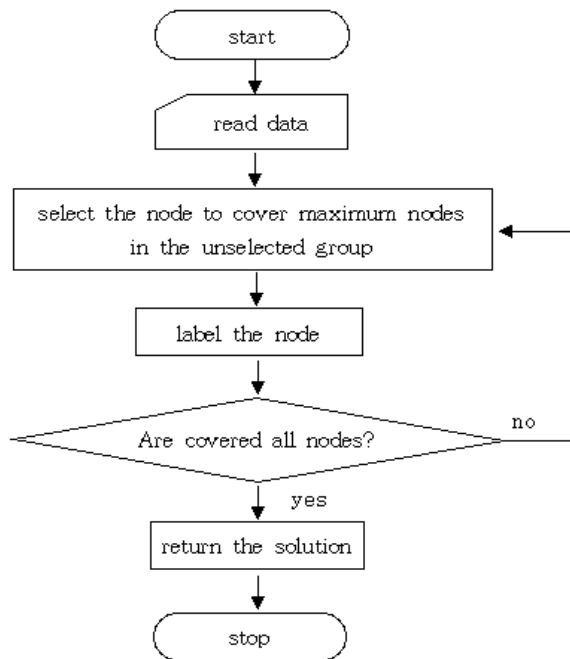 start
read data
select the node to cover maximum nodes
in the unselected group
label the node
Are covered all nodes?
no
yes
return the solution
stop